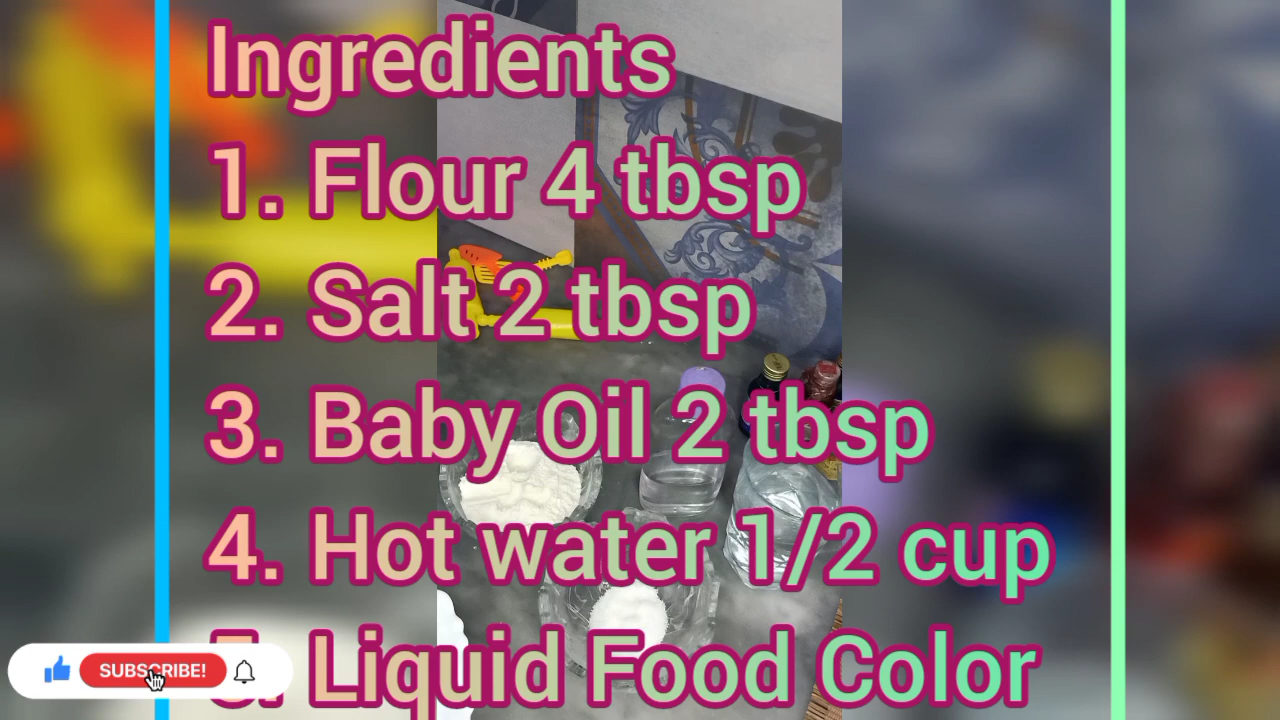 Ingredients
1. Flour 4 tbsp
2. Salt 2 tbsp
3. Baby Oil 2 tbsp
4. Hot water 1/2 cup
5. Liquid Food Color
SUBSCRIBE!